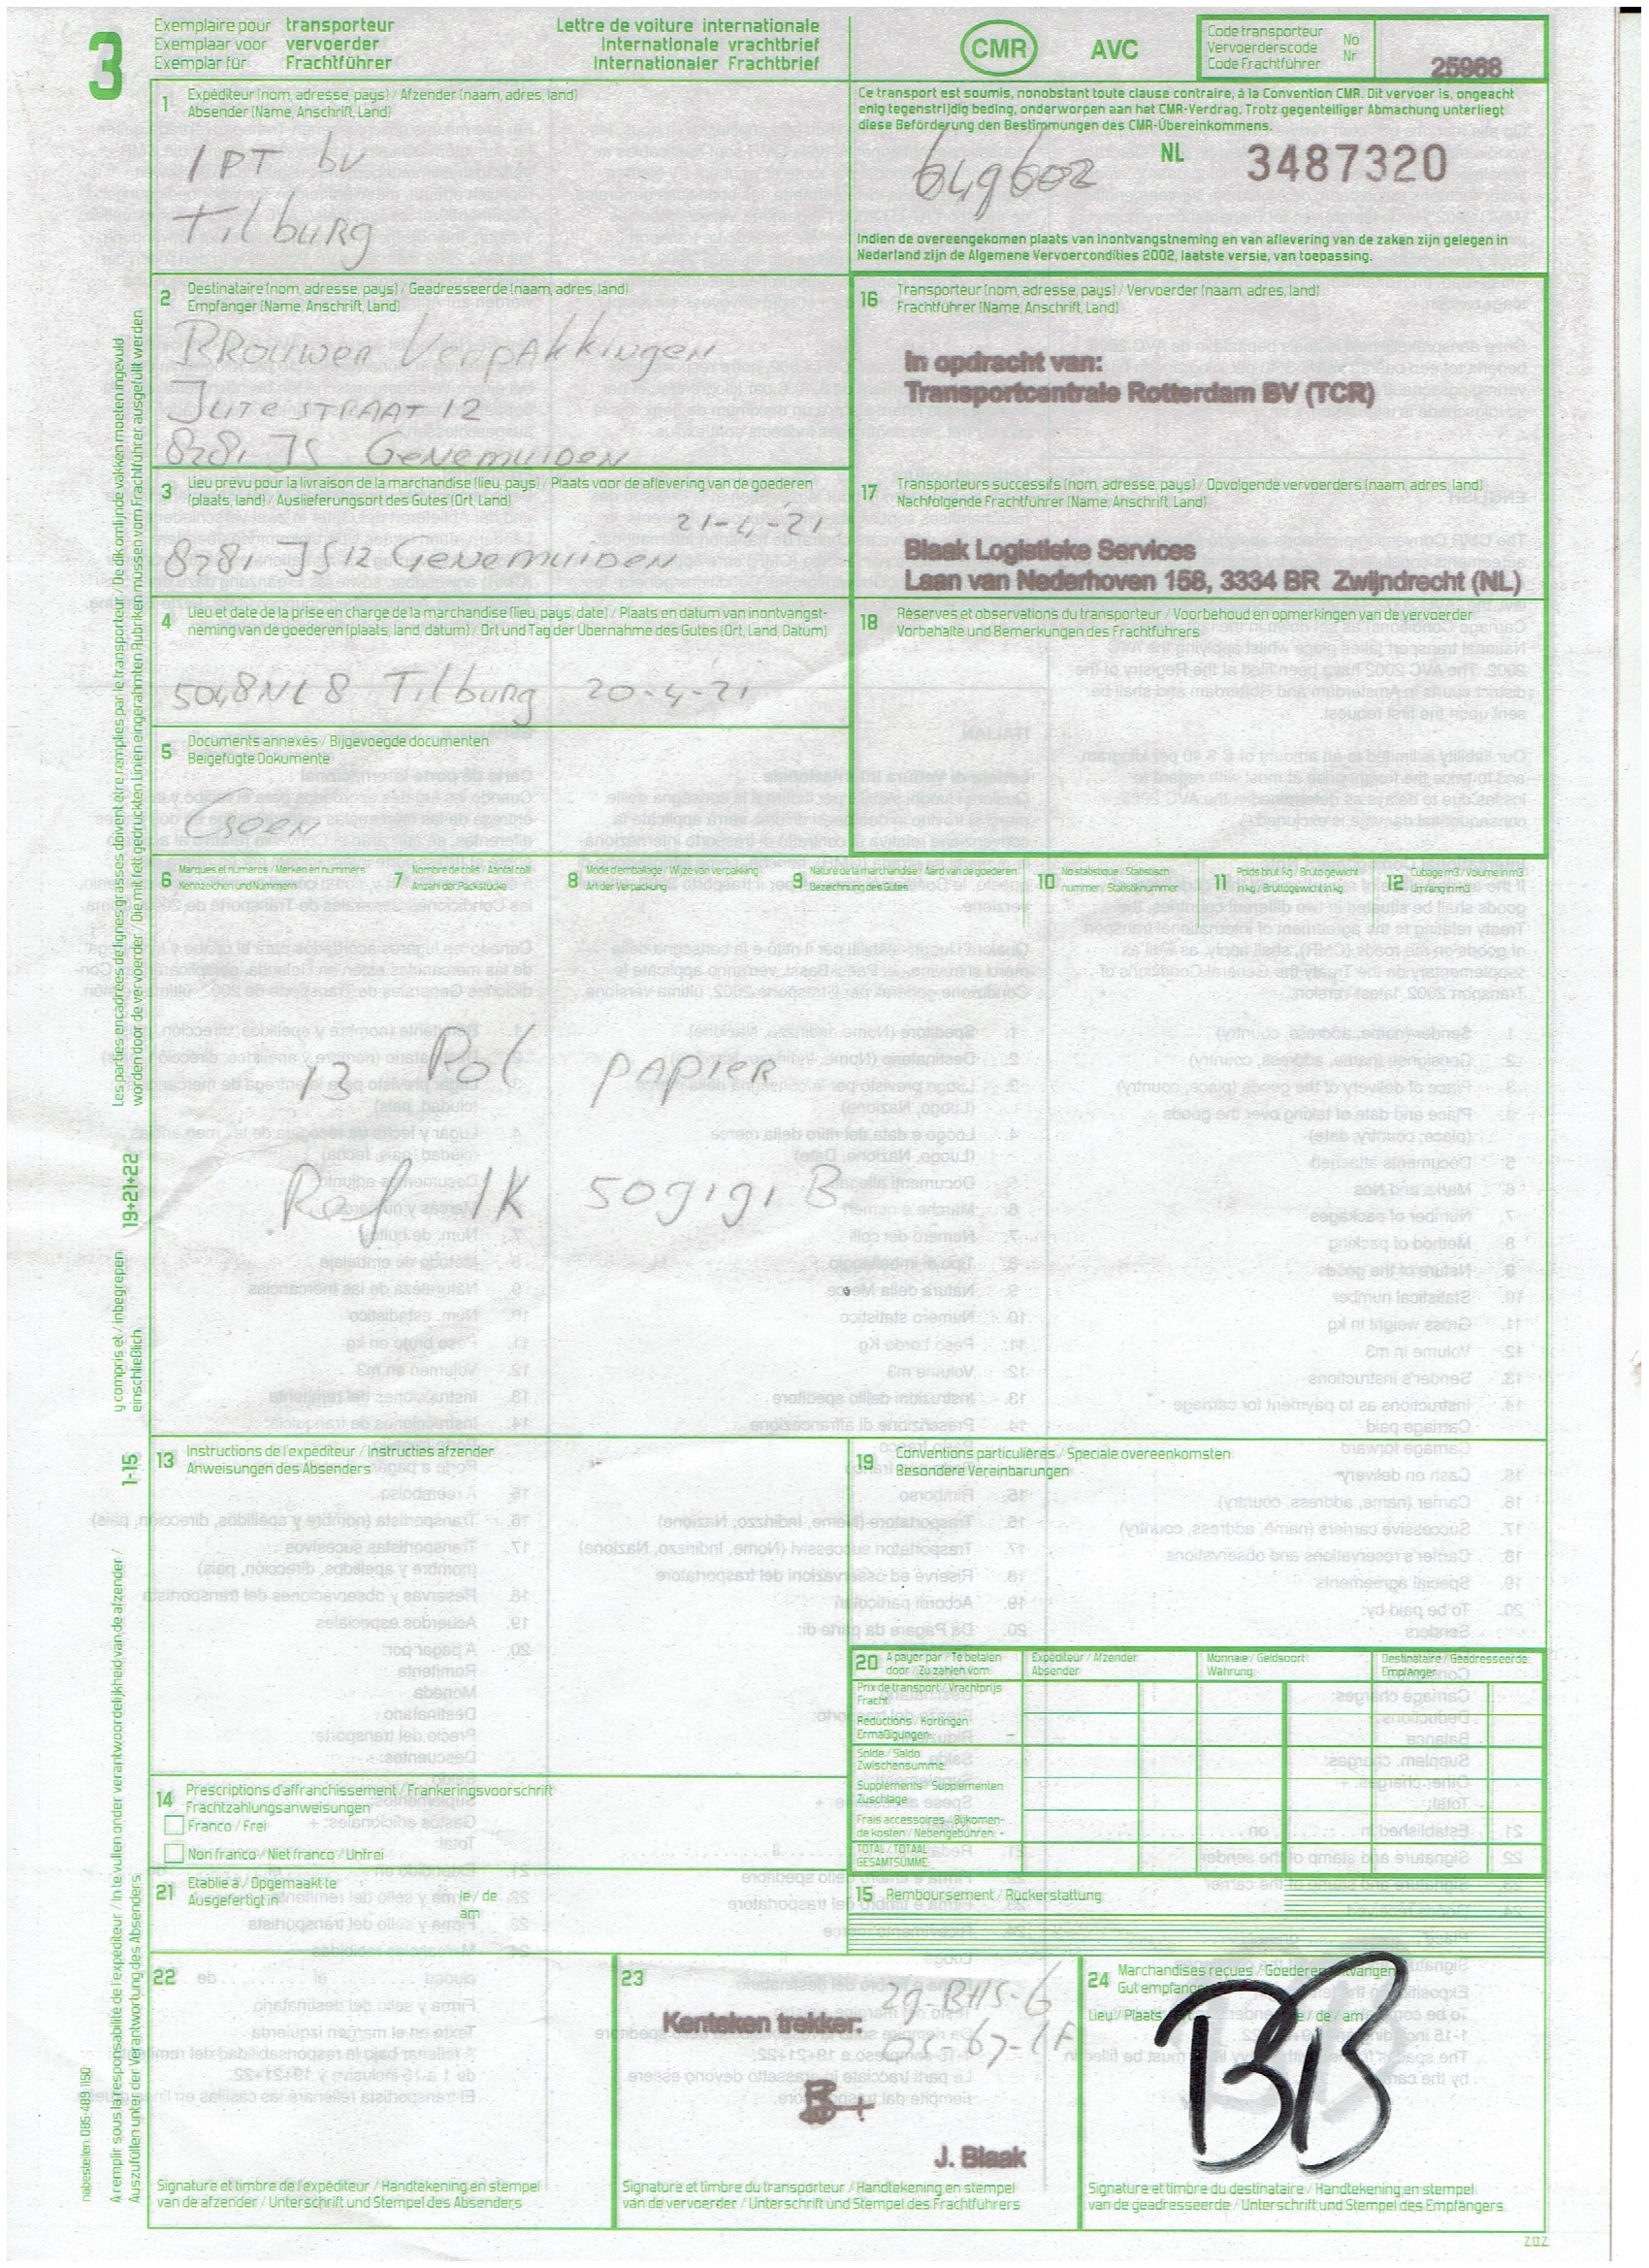 3
Exemplaire pour transporteur
Exemplaar voor vervoerder
Exemplar für Frachtführer
Lettre de voiture internationale
Internationale vrachtbrief
Internationaler Frachtbrief
CMR AVC
Code transporteur
Vervoerderscode
Code Frachtführer
No
Nr
25968
1 Expéditeur (nom, adresse, pays) / Afzender (naam, adres, land)
Absender (Name, Anschrift, Land)
IPT bv
Tilburg
Ce transport est soumis, nonobstant toute clause contraire, à la Convention CMR. Dit vervoer is, ongeacht
enig tegenstrijdig beding, onderworpen aan het CMR-Verdrag. Trotz gegenteiliger Abmachung unterliegt
diese Beförderung den Bestimmungen des CMR-Übereinkommens.
649602
NL 3487320
Indien de overeengekomen plaats van inontvangstneming en van aflevering van de zaken zijn gelegen in
Nederland zijn de Algemene Vervoercondities 2002, laatste versie, van toepassing.
2 Destinataire (nom, adresse, pays) / Geadresseerde (naam, adres, land)
Empfänger (Name, Anschrift, Land)
BROUWER VERPAKKINGEN
JUTESTRAAT 12
8281 JS GENEMUIDEN
16 Transporteur (nom, adresse, pays) / Vervoerder (naam, adres, land)
Frachtführer (Name, Anschrift, Land)
In opdracht van:
Transportcentrale Rotterdam BV (TCR)
3 Lieu prévu pour la livraison de la marchandise (lieu, pays) / Plaats voor de aflevering van de goederen
(plaats, land) / Auslieferungsort des Gutes (Ort, Land)
21-4-21
8281 JS 12 GENEMUIDEN
17 Transporteurs successifs (nom, adresse, pays) / Opvolgende vervoerders (naam, adres, land)
Nachfolgende Frachtführer (Name, Anschrift, Land)
Blaak Logistieke Services
Laan van Nederhoven 158, 3334 BR Zwijndrecht (NL)
4 Lieu et date de la prise en charge de la marchandise (lieu, pays, date) / Plaats en datum van inontvangst-
neming van de goederen (plaats, land, datum) / Ort und Tag der Übernahme des Gutes (Ort, Land, Datum)
5048NL 8 Tilburg 20-4-21
18 Réserves et observations du transporteur / Voorbehoud en opmerkingen van de vervoerder
Vorbehalte und Bemerkungen des Frachtführers
5 Documents annexés / Bijgevoegde documenten
Beigefügte Dokumente
6 Marques et numéros / Merken en nummers
Kennzeichen und Nummern
7 Nombre de colis / Aantal colli
Anzahl der Packstücke
8 Mode d'emballage / Wijze van verpakking
Art der Verpackung
9 Nature de la marchandise / Aard van de goederen
Bezeichnung des Gutes
10 No statistique / Statistisch
nummer / Statistiknummer
11 Poids brut, kg / Bruto gewicht
in kg / Bruttogewicht in kg
12 Cubage m3 / Volume in m3
Umfang in m3
13 Rol PAPIER
Ref IK 509191 B
13 Instructions de l'expéditeur / Instructies afzender
Anweisungen des Absenders
19 Conventions particulières / Speciale overeenkomsten
Besondere Vereinbarungen
20 A payer par / Te betalen
door / Zu zahlen vom:
Expéditeur / Afzender
Absender
Monnaie / Geldsoort
Währung
Destinataire / Geadresseerde
Empfänger
Prix de transport / Vrachtprijs
Fracht
Réductions / Kortingen
Ermäßigungen: -
Solde / Saldo
Zwischensumme:
Suppléments / Supplementen
Zuschläge:
Frais accessoires / Bijkomen-
de kosten / Nebengebühren: +
TOTAL / TOTAAL
GESAMTSUMME:
14 Prescriptions d'affranchissement / Frankeringsvoorschrift
Frachtzahlungsanweisungen
Franco / Frei
Non franco / Niet franco / Unfrei
21 Etablie à / Opgemaakt te
Ausgefertigt in
le / de
am
15 Remboursement / Rückerstattung
22
Signature et timbre de l'expéditeur / Handtekening en stempel
van de afzender / Unterschrift und Stempel des Absenders
23
29-BHS-6
Kenteken trekker:
J. Blaak
Signature et timbre du transporteur / Handtekening en stempel
van de vervoerder / Unterschrift und Stempel des Frachtführers
24 Marchandises reçues / Goederen ontvangen
Gut empfangen
Lieu / Plaats
le / de / am
BB
Signature et timbre du destinataire / Handtekening en stempel
van de geadresseerde / Unterschrift und Stempel des Empfängers
Z.O.Z.
Les parties encadrées de lignes grasses doivent être remplies par le transporteur / De dik omlijnde vakken moeten ingevuld
worden door de vervoerder / Die mit fett gedruckten Linien eingerahmten Rubriken müssen vom Frachtführer ausgefüllt werden
19+21+22
y compris et / inbegrepen
einschließlich
1-15
A remplir sous la responsabilité de l'expéditeur / In te vullen onder verantwoordelijkheid van de afzender /
Auszufüllen unter der Verantwortung des Absenders
nabestellen: 085-489 1150